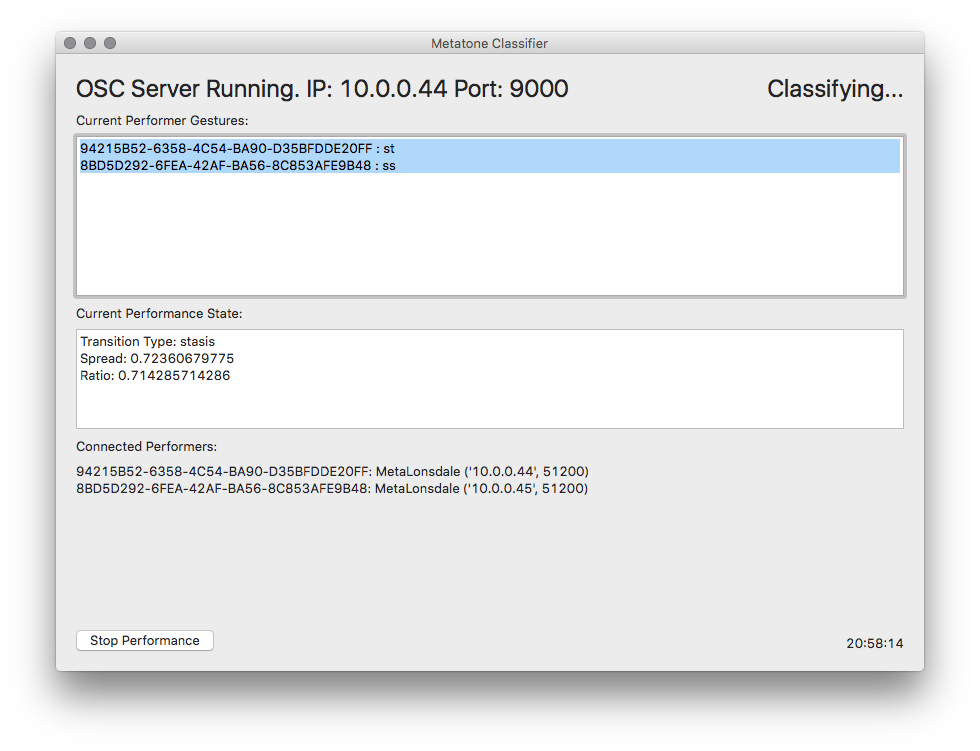 Metatone Classifier
OSC Server Running. IP: 10.0.0.44 Port: 9000
Classifying...
Current Performer Gestures:
94215B52-6358-4C54-BA90-D35BFDDE20FF : st
8BD5D292-6FEA-42AF-BA56-8C853AFE9B48 : ss
Current Performance State:
Transition Type: stasis
Spread: 0.72360679775
Ratio: 0.714285714286
Connected Performers:
94215B52-6358-4C54-BA90-D35BFDDE20FF: MetaLonsdale ('10.0.0.44', 51200)
8BD5D292-6FEA-42AF-BA56-8C853AFE9B48: MetaLonsdale ('10.0.0.45', 51200)
Stop Performance
20:58:14